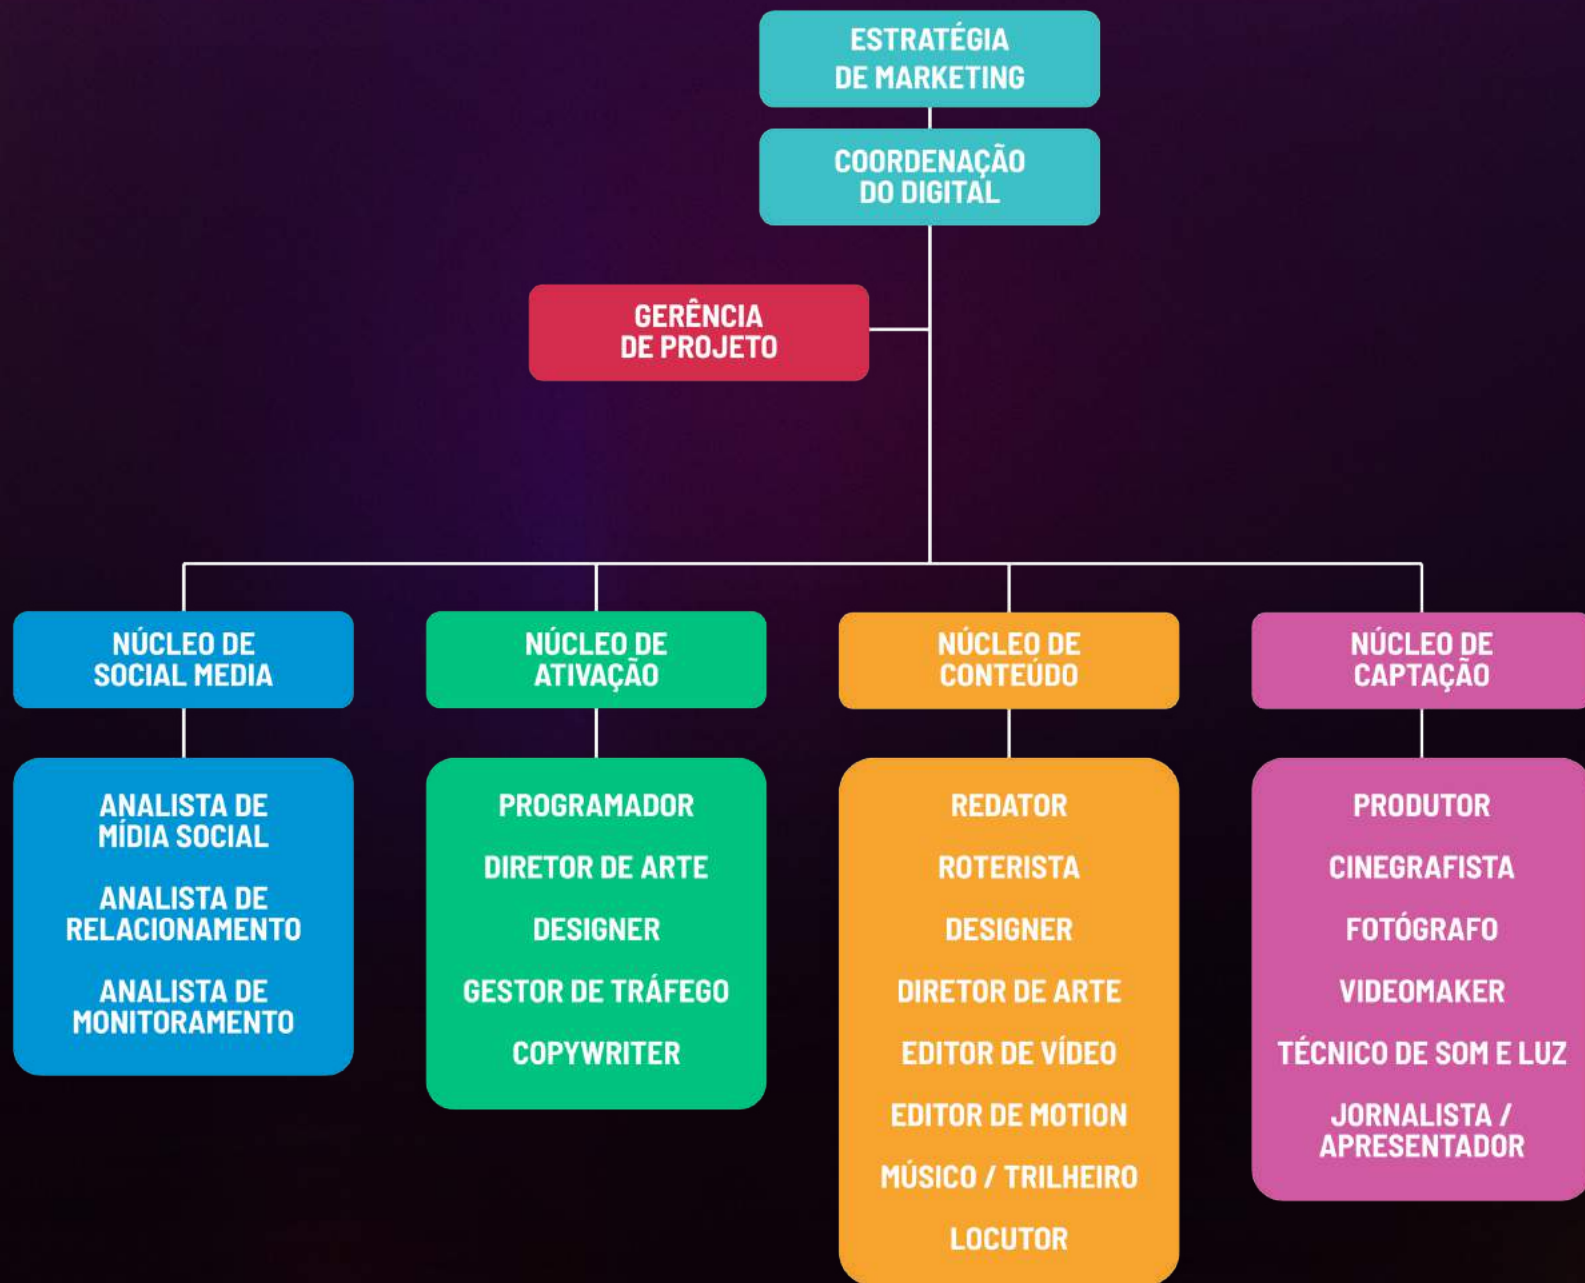 ESTRATÉGIA
DE MARKETING
COORDENAÇÃO
DO DIGITAL
GERÊNCIA
DE PROJETO
NÚCLEO DE
SOCIAL MEDIA
ANALISTA DE
MÍDIA SOCIAL
ANALISTA DE
RELACIONAMENTO
ANALISTA DE
MONITORAMENTO
NÚCLEO DE
ATIVAÇÃO
PROGRAMADOR
DIRETOR DE ARTE
DESIGNER
GESTOR DE TRÁFEGO
COPYWRITER
NÚCLEO DE
CONTEÚDO
REDATOR
ROTERISTA
DESIGNER
DIRETOR DE ARTE
EDITOR DE VÍDEO
EDITOR DE MOTION
MÚSICO / TRILHEIRO
LOCUTOR
NÚCLEO DE
CAPTAÇÃO
PRODUTOR
CINEGRAFISTA
FOTÓGRAFO
VIDEOMAKER
TÉCNICO DE SOM E LUZ
JORNALISTA /
APRESENTADOR